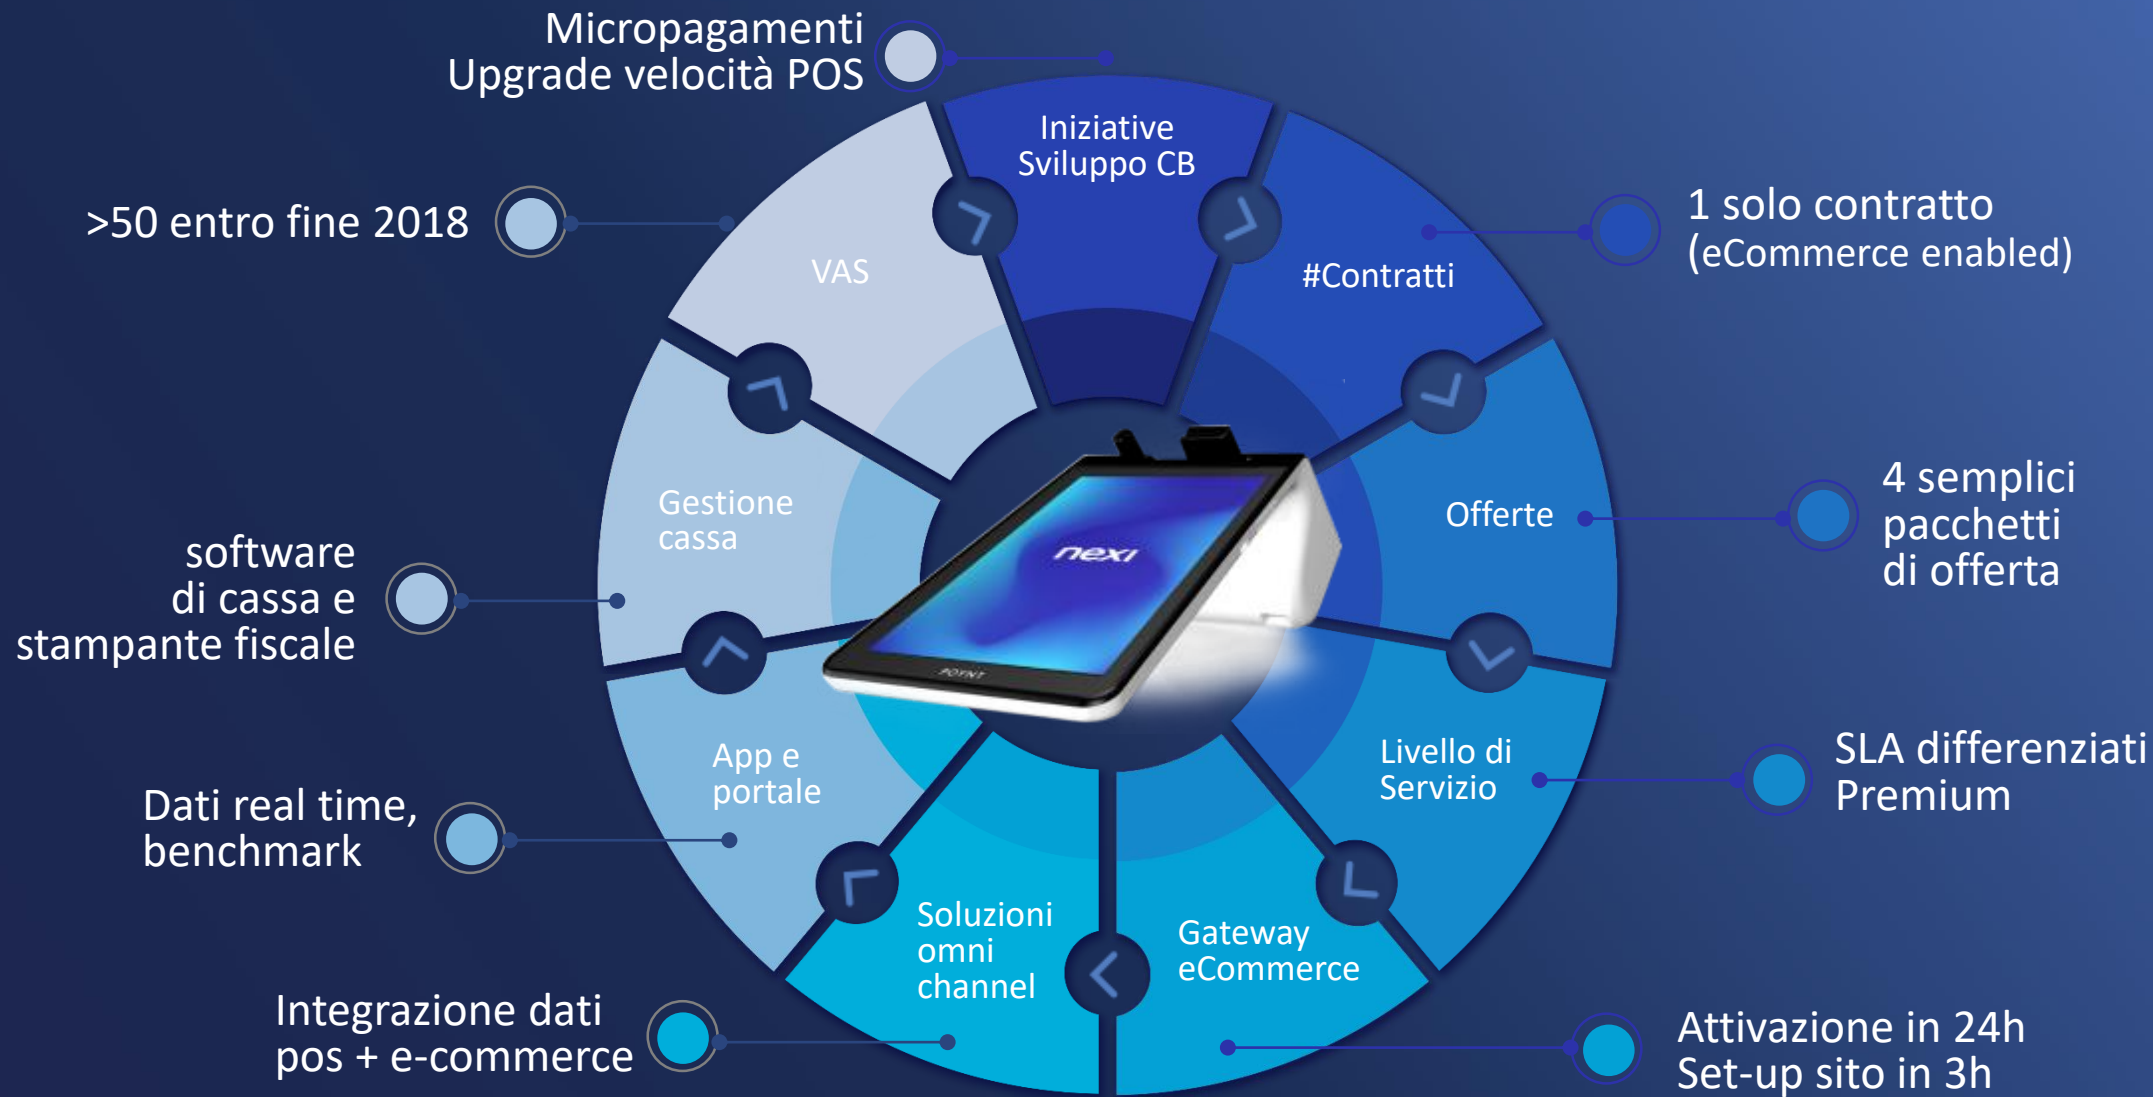 Micropagamenti
Upgrade velocità POS
Iniziative
Sviluppo CB
1 solo contratto
(eCommerce enabled)
#Contratti
4 semplici
pacchetti
di offerta
Offerte
SLA differenziati
Premium
Livello di
Servizio
Attivazione in 24h
Set-up sito in 3h
Gateway
eCommerce
Integrazione dati
pos + e-commerce
Soluzioni
omni
channel
Dati real time,
benchmark
App e
portale
software
di cassa e
stampante fiscale
Gestione
cassa
>50 entro fine 2018
VAS
nexi
POYNT